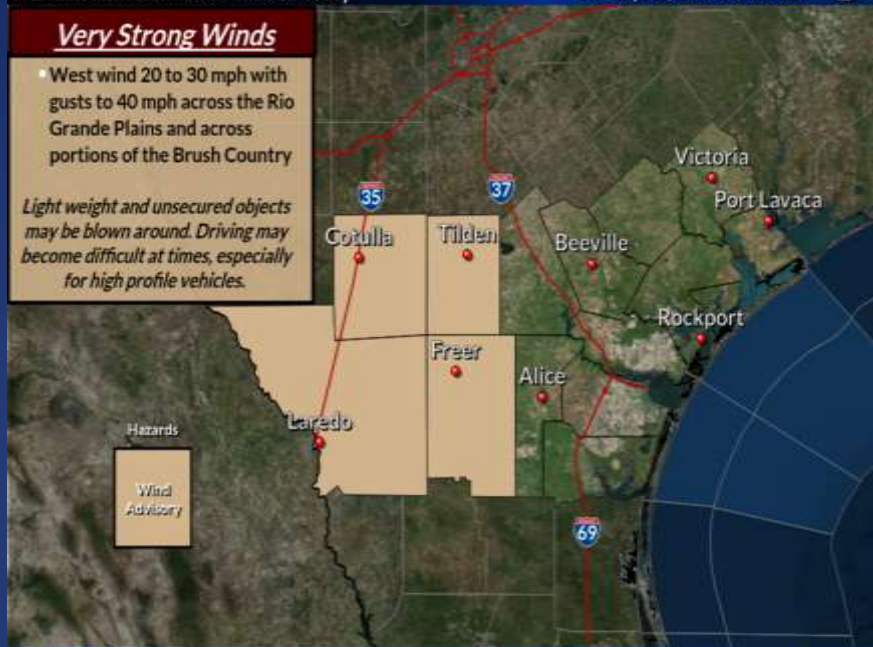 Very Strong Winds
West wind 20 to 30 mph with
gusts to 40 mph across the Rio
Grande Plains and across
portions of the Brush Country
Light weight and unsecured objects
may be blown around. Driving may
become difficult at times, especially
for high profile vehicles.
35
37
Victoria
Port Lavaca
Cotulla
Tilden
Beeville
Rockport
Freer
Alice
Laredo
Hazards
Wind
Advisory
69